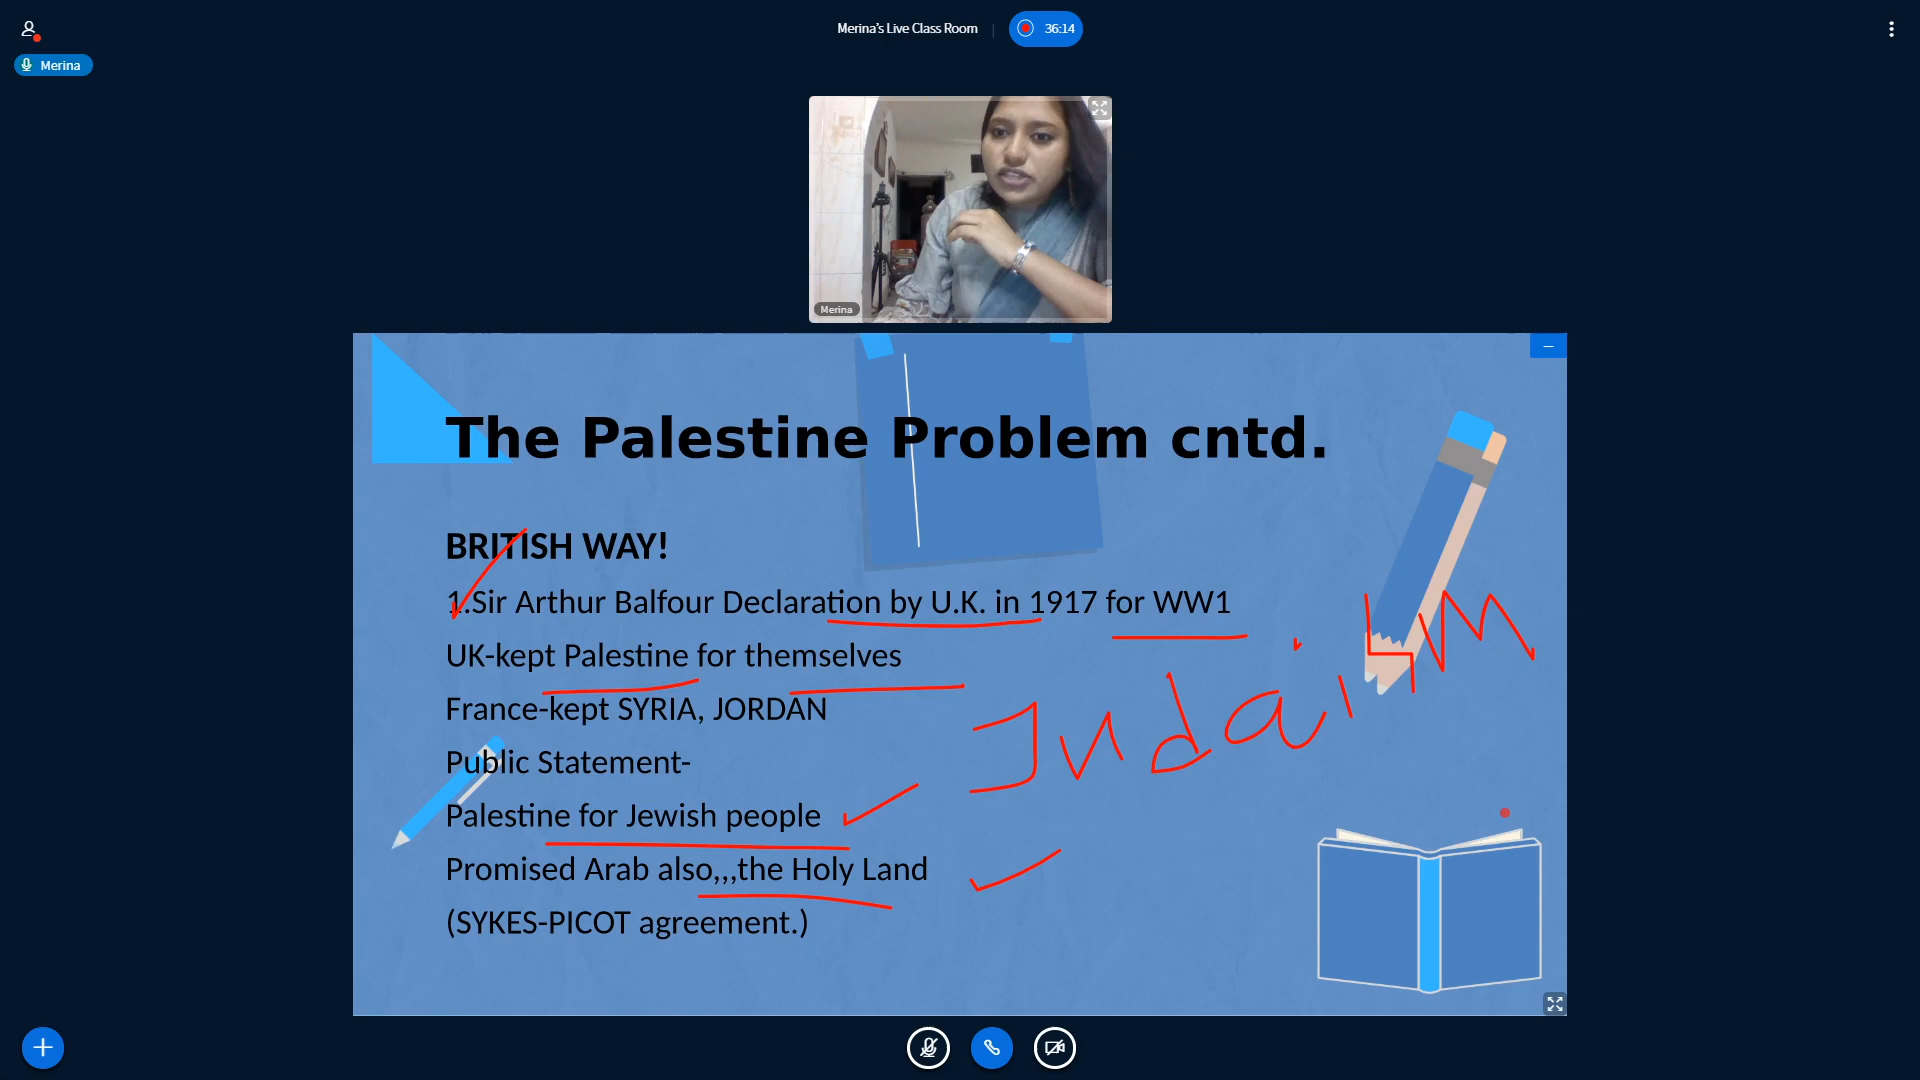 Merina's Live Class Room
36:14
Merina
Merina
The Palestine Problem cntd.
BRITISH WAY!
1.Sir Arthur Balfour Declaration by U.K. in 1917 for WW1
UK-kept Palestine for themselves
France-kept SYRIA, JORDAN
Judaism
Public Statement-
Palestine for Jewish people
Promised Arab also,,,the Holy Land
(SYKES-PICOT agreement.)